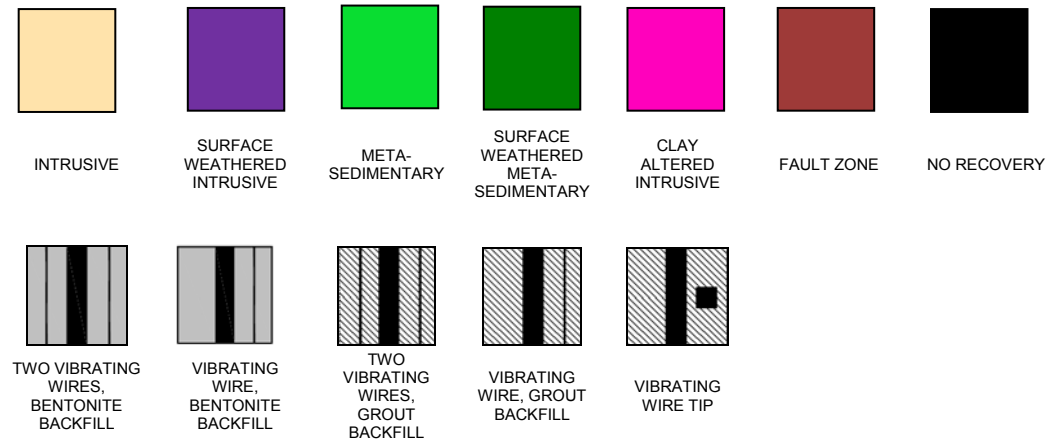 INTRUSIVE
SURFACE
WEATHERED
INTRUSIVE
META-
SEDIMENTARY
SURFACE
WEATHERED
META-
SEDIMENTARY
CLAY
ALTERED
INTRUSIVE
FAULT ZONE
NO RECOVERY
TWO VIBRATING
WIRES,
BENTONITE
BACKFILL
VIBRATING
WIRE,
BENTONITE
BACKFILL
TWO
VIBRATING
WIRES,
GROUT
BACKFILL
VIBRATING
WIRE, GROUT
BACKFILL
VIBRATING
WIRE TIP